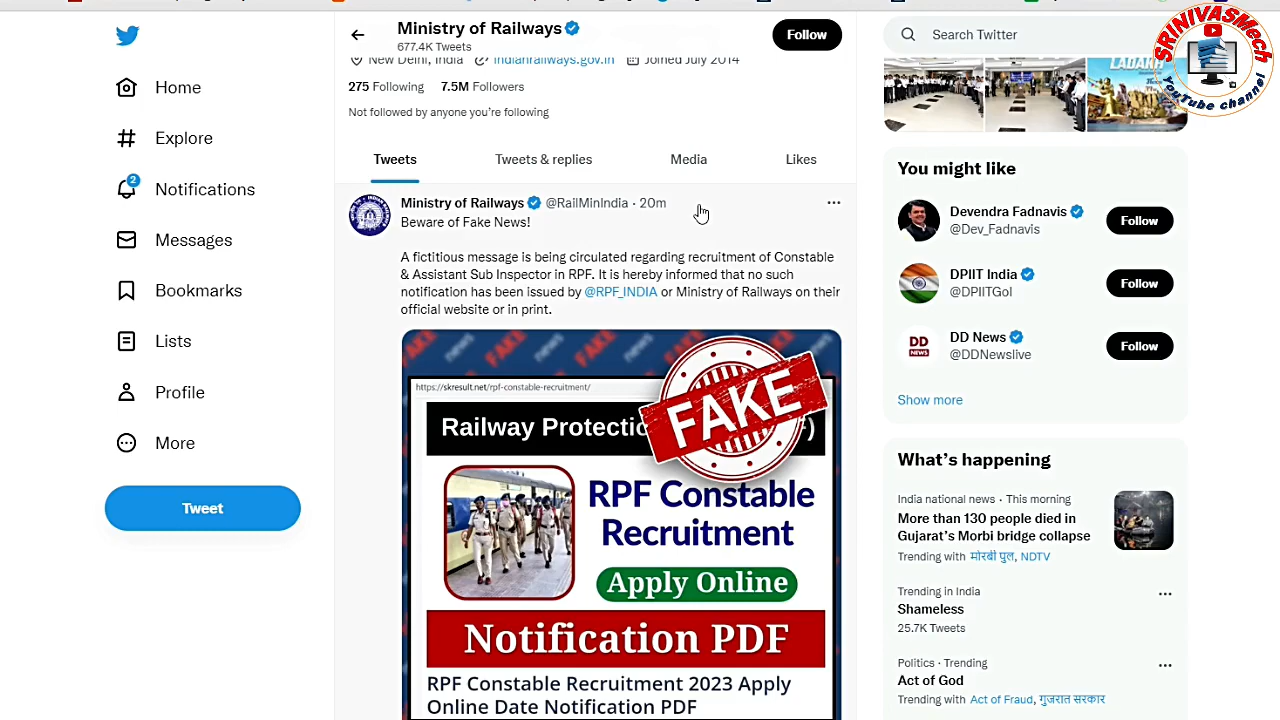 Ministry of Railways
677.4K Tweets
Follow
New Delhi, India indianrailways.gov.in Joined July 2014
275 Following 7.5M Followers
Not followed by anyone you're following
Tweets Tweets & replies Media Likes
Home
Explore
2
Notifications
Messages
Bookmarks
Lists
Profile
More
Tweet
Ministry of Railways @RailMinIndia · 20m
Beware of Fake News!
A fictitious message is being circulated regarding recruitment of Constable
& Assistant Sub Inspector in RPF. It is hereby informed that no such
notification has been issued by @RPF_INDIA or Ministry of Railways on their
official website or in print.
FAKE news FAKE news FAKE
https://skresult.net/rpf-constable-recruitment/
Railway Protectio F)
FAKE
RPF Constable
Recruitment
Apply Online
Notification PDF
RPF Constable Recruitment 2023 Apply
Online Date Notification PDF
Search Twitter
SRINIVASMech
YouTube channel
LADAKH
You might like
Devendra Fadnavis
@Dev_Fadnavis
Follow
DPIIT India
@DPIITGoI
Follow
DD
NEWS
DD News
@DDNewslive
Follow
Show more
What's happening
India national news · This morning
More than 130 people died in
Gujarat's Morbi bridge collapse
Trending with मोरबी पुल, NDTV
Trending in India
Shameless
25.7K Tweets
Politics · Trending
Act of God
Trending with Act of Fraud, गुजरात सरकार